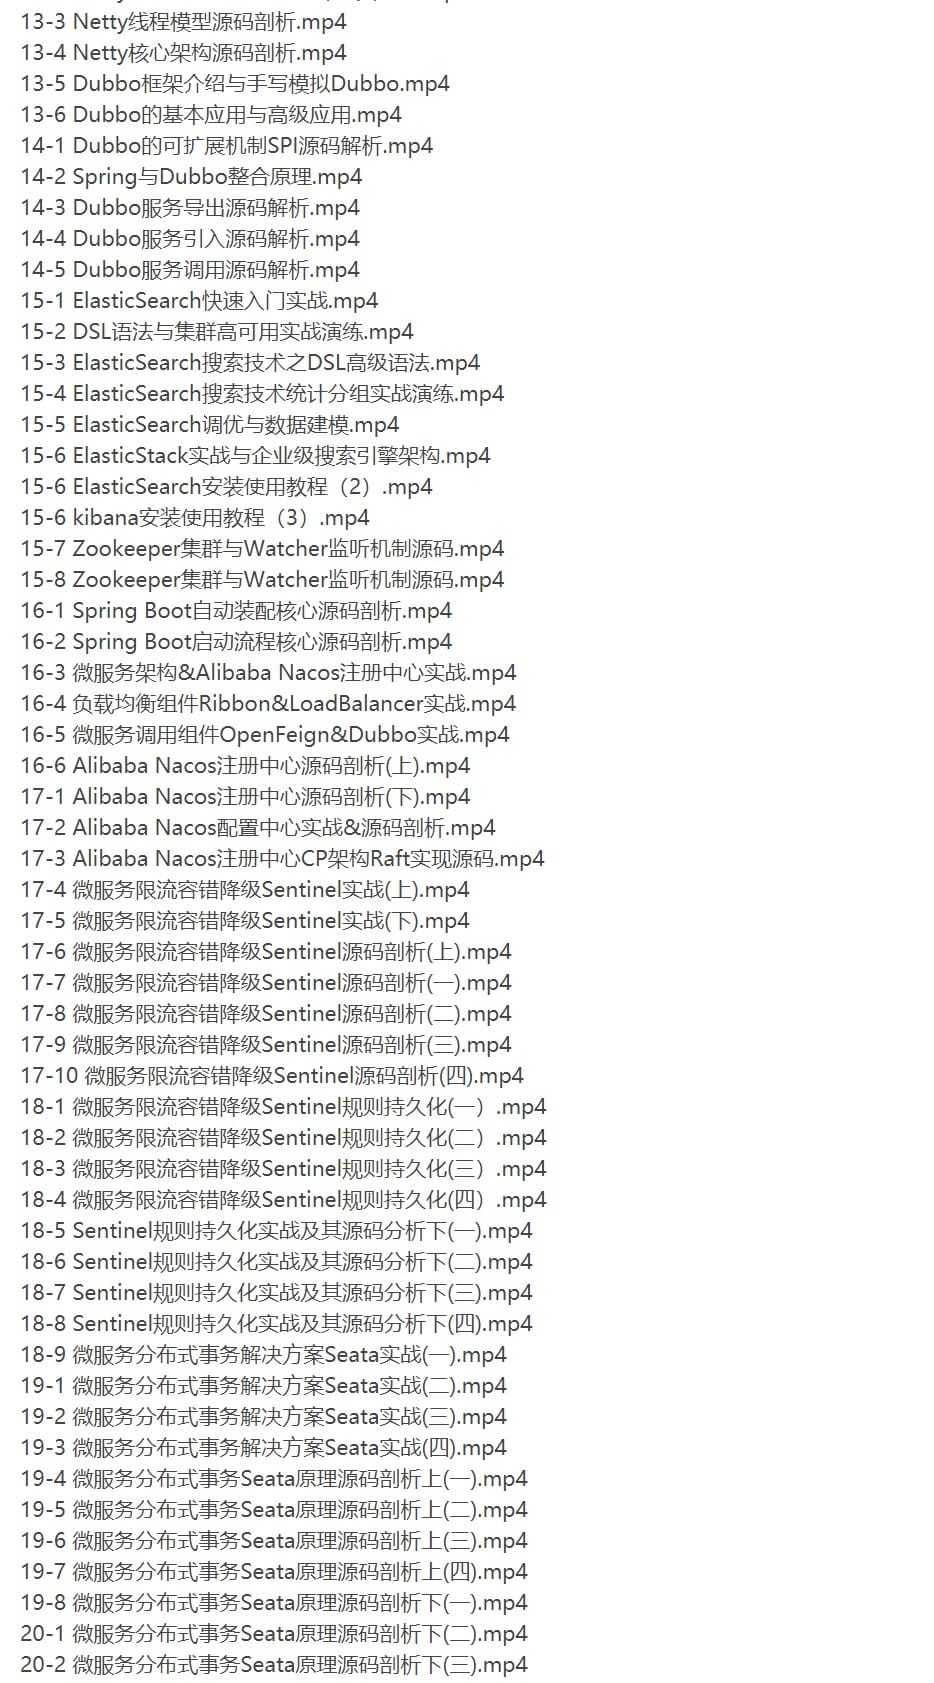 13-3 Netty线程模型源码剖析.mp4
13-4 Netty核心架构源码剖析.mp4
13-5 Dubbo框架介绍与手写模拟Dubbo.mp4
13-6 Dubbo的基本应用与高级应用.mp4
14-1 Dubbo的可扩展机制SPI源码解析.mp4
14-2 Spring与Dubbo整合原理.mp4
14-3 Dubbo服务导出源码解析.mp4
14-4 Dubbo服务引入源码解析.mp4
14-5 Dubbo服务调用源码解析.mp4
15-1 ElasticSearch快速入门实战.mp4
15-2 DSL语法与集群高可用实战演练.mp4
15-3 ElasticSearch搜索技术之DSL高级语法.mp4
15-4 ElasticSearch搜索技术统计分组实战演练.mp4
15-5 ElasticSearch调优与数据建模.mp4
15-6 ElasticStack实战与企业级搜索引擎架构.mp4
15-6 ElasticSearch安装使用教程（2）.mp4
15-6 kibana安装使用教程（3）.mp4
15-7 Zookeeper集群与Watcher监听机制源码.mp4
15-8 Zookeeper集群与Watcher监听机制源码.mp4
16-1 Spring Boot自动装配核心源码剖析.mp4
16-2 Spring Boot启动流程核心源码剖析.mp4
16-3 微服务架构&Alibaba Nacos注册中心实战.mp4
16-4 负载均衡组件Ribbon&LoadBalancer实战.mp4
16-5 微服务调用组件OpenFeign&Dubbo实战.mp4
16-6 Alibaba Nacos注册中心源码剖析(上).mp4
17-1 Alibaba Nacos注册中心源码剖析(下).mp4
17-2 Alibaba Nacos配置中心实战&源码剖析.mp4
17-3 Alibaba Nacos注册中心CP架构Raft实现源码.mp4
17-4 微服务限流容错降级Sentinel实战(上).mp4
17-5 微服务限流容错降级Sentinel实战(下).mp4
17-6 微服务限流容错降级Sentinel源码剖析(上).mp4
17-7 微服务限流容错降级Sentinel源码剖析(一).mp4
17-8 微服务限流容错降级Sentinel源码剖析(二).mp4
17-9 微服务限流容错降级Sentinel源码剖析(三).mp4
17-10 微服务限流容错降级Sentinel源码剖析(四).mp4
18-1 微服务限流容错降级Sentinel规则持久化(一）.mp4
18-2 微服务限流容错降级Sentinel规则持久化(二）.mp4
18-3 微服务限流容错降级Sentinel规则持久化(三）.mp4
18-4 微服务限流容错降级Sentinel规则持久化(四）.mp4
18-5 Sentinel规则持久化实战及其源码分析下(一).mp4
18-6 Sentinel规则持久化实战及其源码分析下(二).mp4
18-7 Sentinel规则持久化实战及其源码分析下(三).mp4
18-8 Sentinel规则持久化实战及其源码分析下(四).mp4
18-9 微服务分布式事务解决方案Seata实战(一).mp4
19-1 微服务分布式事务解决方案Seata实战(二).mp4
19-2 微服务分布式事务解决方案Seata实战(三).mp4
19-3 微服务分布式事务解决方案Seata实战(四).mp4
19-4 微服务分布式事务Seata原理源码剖析上(一).mp4
19-5 微服务分布式事务Seata原理源码剖析上(二).mp4
19-6 微服务分布式事务Seata原理源码剖析上(三).mp4
19-7 微服务分布式事务Seata原理源码剖析上(四).mp4
19-8 微服务分布式事务Seata原理源码剖析下(一).mp4
20-1 微服务分布式事务Seata原理源码剖析下(二).mp4
20-2 微服务分布式事务Seata原理源码剖析下(三).mp4